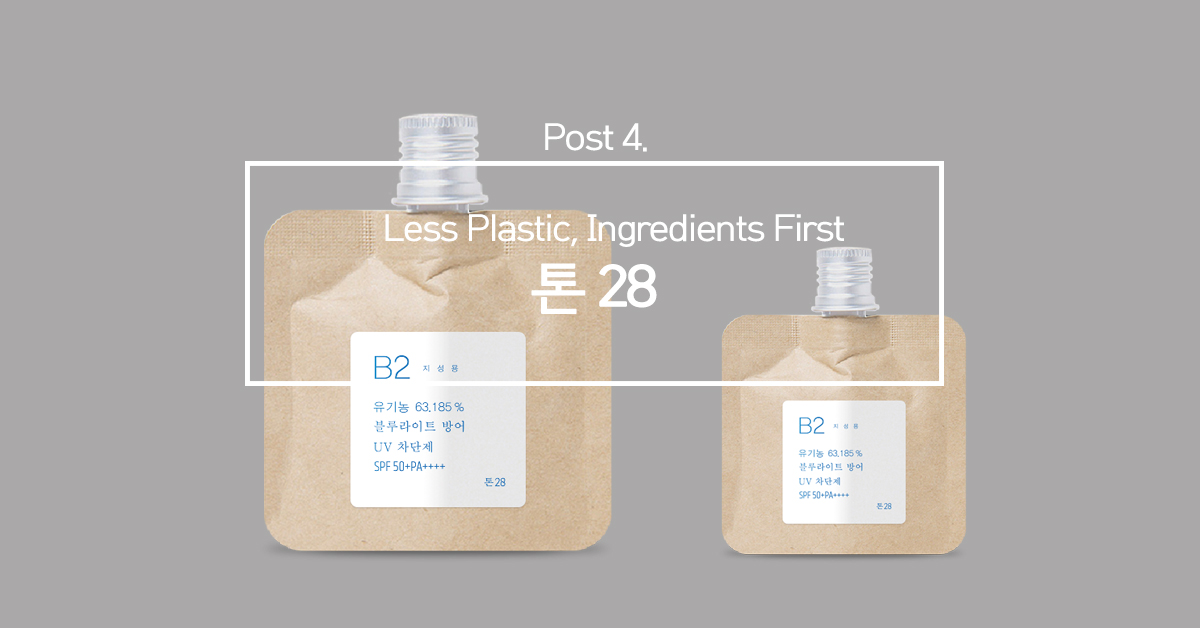 Post 4.
Less Plastic, Ingredients First
톤 28
B2 지성용
유기농 63.185 %
블루라이트 방어
UV 차단제
SPF 50+PA++++
톤28
B2 지성용
유기농 63.185 %
블루라이트 방어
UV 차단제
SPF 50+PA++++
톤28